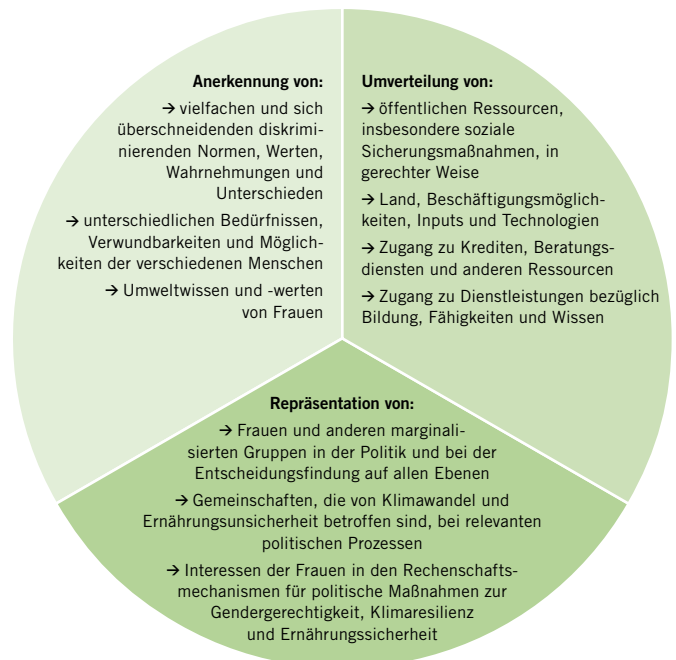 Anerkennung von:
→ vielfachen und sich
überschneidenden diskrimi-
nierenden Normen, Werten,
Wahrnehmungen und
Unterschieden
→ unterschiedlichen Bedürfnissen,
Verwundbarkeiten und Möglich-
keiten der verschiedenen Menschen
→ Umweltwissen und -werten
von Frauen
Umverteilung von:
→ öffentlichen Ressourcen,
insbesondere soziale
Sicherungsmaßnahmen, in
gerechter Weise
→ Land, Beschäftigungsmöglich-
keiten, Inputs und Technologien
→ Zugang zu Krediten, Beratungs-
diensten und anderen Ressourcen
→ Zugang zu Dienstleistungen bezüglich
Bildung, Fähigkeiten und Wissen
Repräsentation von:
→ Frauen und anderen marginali-
sierten Gruppen in der Politik und bei der
Entscheidungsfindung auf allen Ebenen
→ Gemeinschaften, die von Klimawandel und
Ernährungsunsicherheit betroffen sind, bei relevanten
politischen Prozessen
→ Interessen der Frauen in den Rechenschafts-
mechanismen für politische Maßnahmen zur
Gendergerechtigkeit, Klimaresilienz
und Ernährungssicherheit